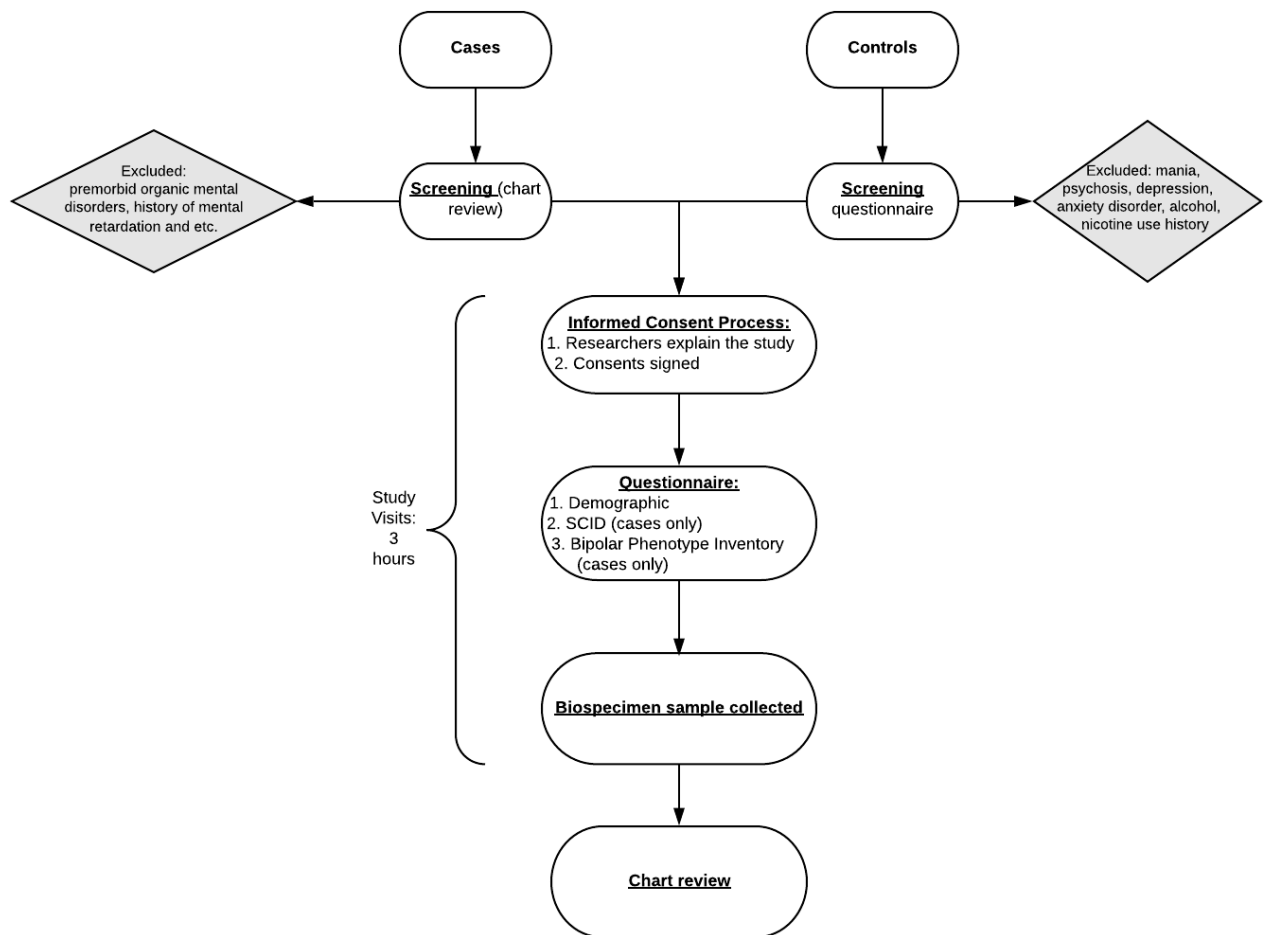 Cases
Controls
Excluded:
premorbid organic mental
disorders, history of mental
retardation and etc.
Screening (chart
review)
Screening
questionnaire
Excluded: mania,
psychosis, depression,
anxiety disorder, alcohol,
nicotine use history
Informed Consent Process:
1. Researchers explain the study
2. Consents signed
Study
Visits:
3
hours
Questionnaire:
1. Demographic
2. SCID (cases only)
3. Bipolar Phenotype Inventory
(cases only)
Biospecimen sample collected
Chart review